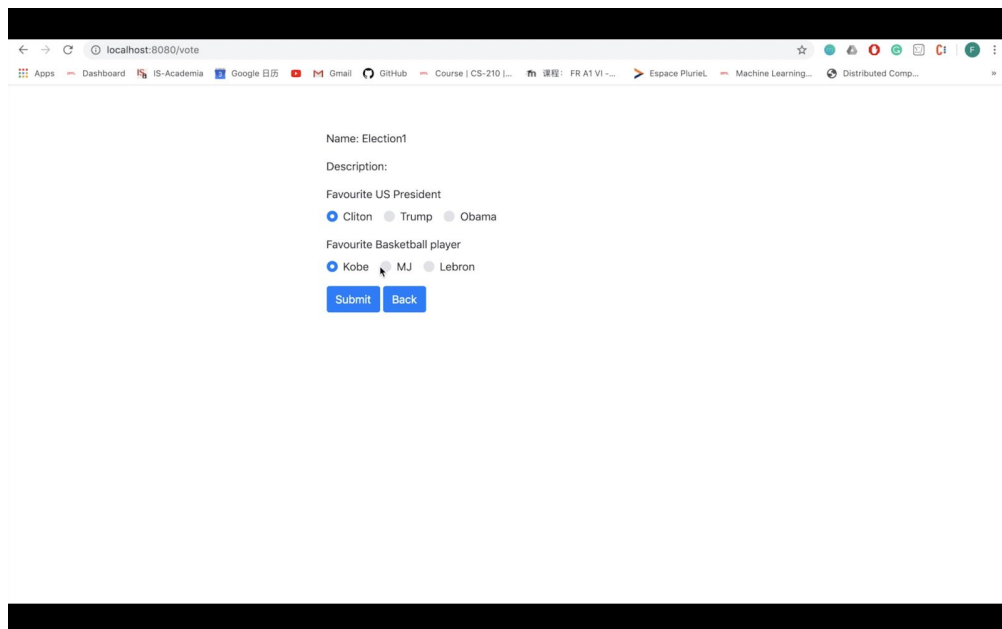 localhost:8080/vote
Apps Dashboard IS-Academia Google 日历 Gmail GitHub Course | CS-210 |... 课程: FR A1 VI -... Espace PlurieL Machine Learning... Distributed Comp... »
Name: Election1
Description:
Favourite US President
Cliton Trump Obama
Favourite Basketball player
Kobe MJ Lebron
Submit Back